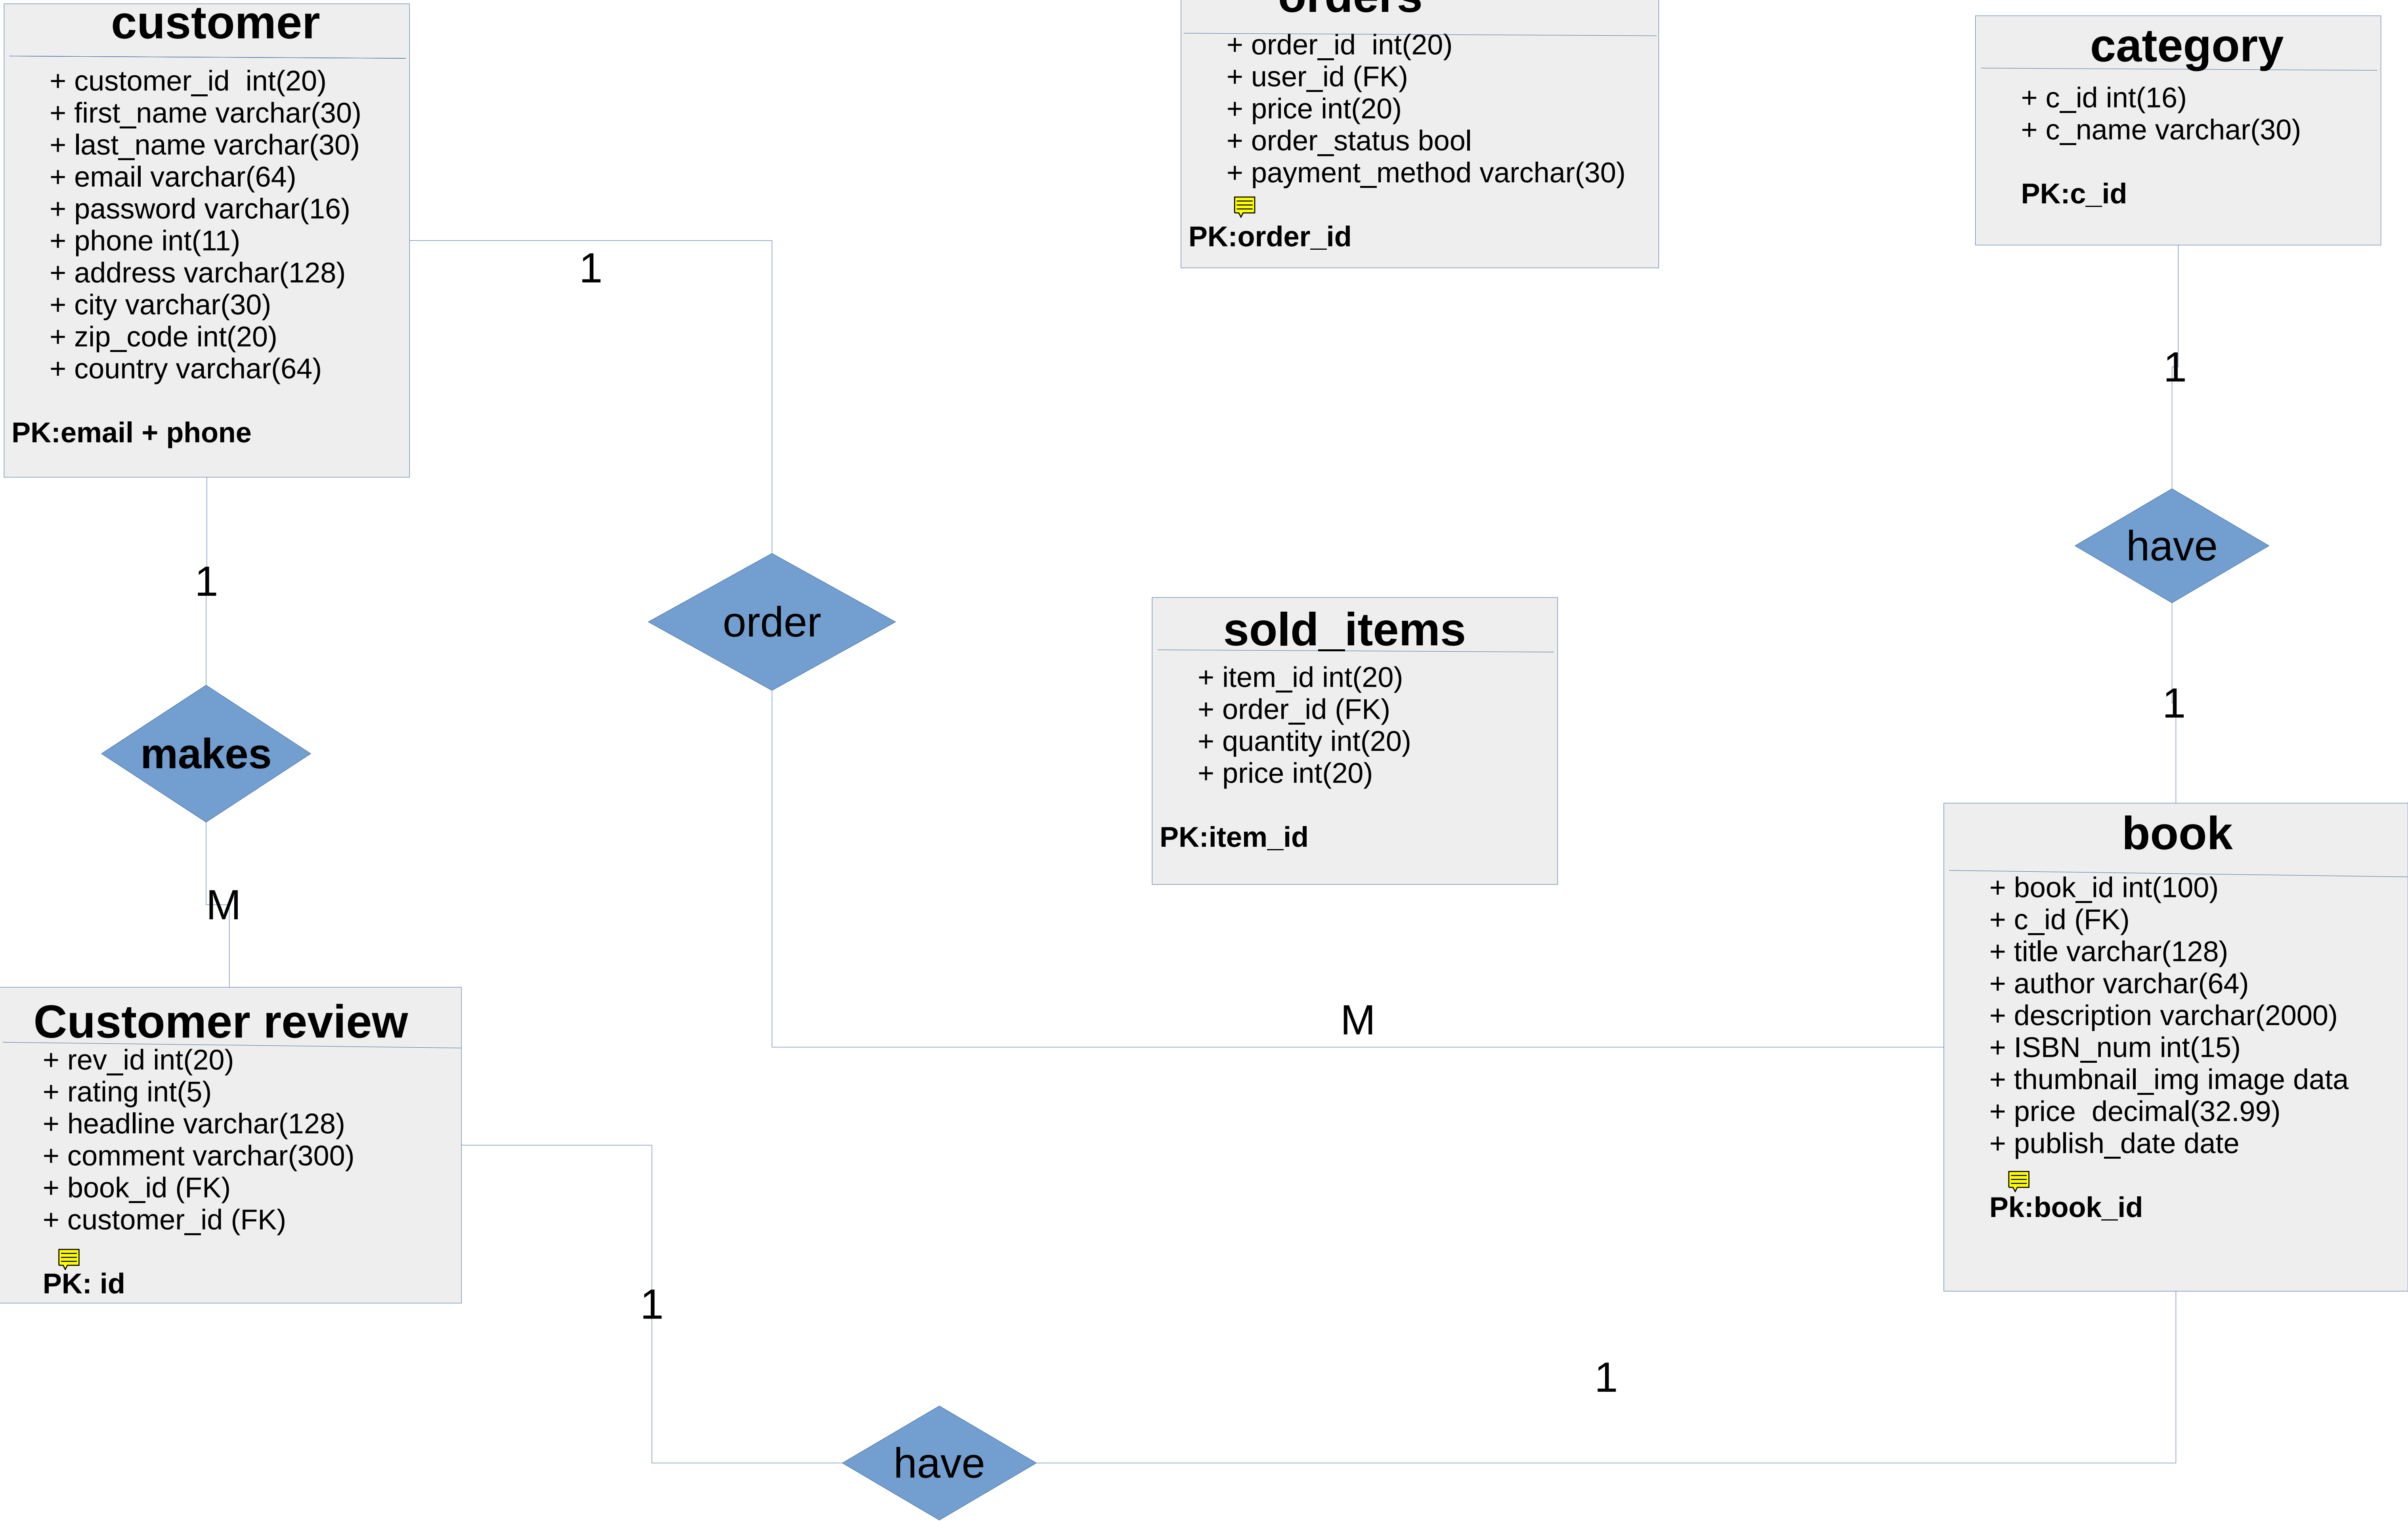 customer
+ customer_id  int(20)
+ first_name varchar(30)
+ last_name varchar(30)
+ email varchar(64)
+ password varchar(16)
+ phone int(11)
+ address varchar(128)
+ city varchar(30)
+ zip_code int(20)
+ country varchar(64)
PK:email + phone
orders
+ order_id  int(20)
+ user_id (FK)
+ price int(20)
+ order_status bool
+ payment_method varchar(30)
PK:order_id
category
+ c_id int(16)
+ c_name varchar(30)
PK:c_id
1
1
have
1
1
order
makes
M
sold_items
+ item_id int(20)
+ order_id (FK)
+ quantity int(20)
+ price int(20)
PK:item_id
book
+ book_id int(100)
+ c_id (FK)
+ title varchar(128)
+ author varchar(64)
+ description varchar(2000)
+ ISBN_num int(15)
+ thumbnail_img image data
+ price  decimal(32.99)
+ publish_date date
Pk:book_id
M
Customer review
+ rev_id int(20)
+ rating int(5)
+ headline varchar(128)
+ comment varchar(300)
+ book_id (FK)
+ customer_id (FK)
PK: id
1
1
have